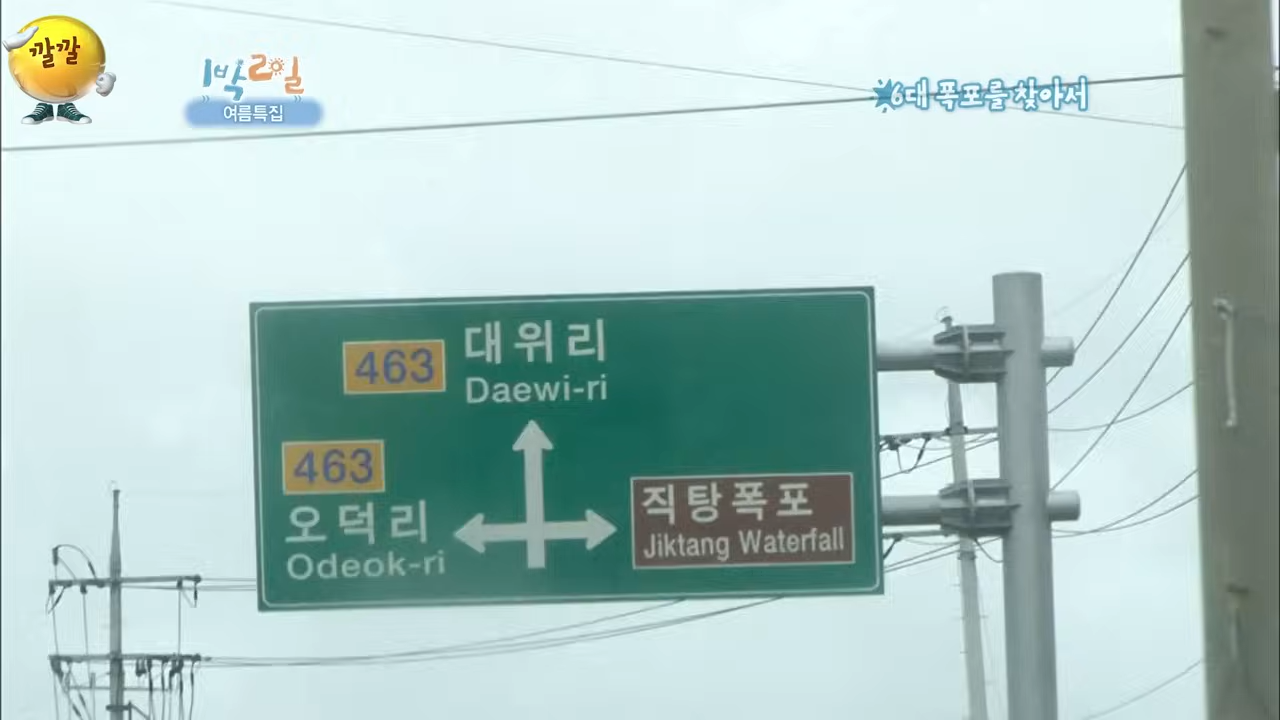 깔깔
1박2일
여름특집
6대 폭포를 찾아서
463
대위리
Daewi-ri
463
오덕리
Odeok-ri
직탕폭포
Jiktang Waterfall